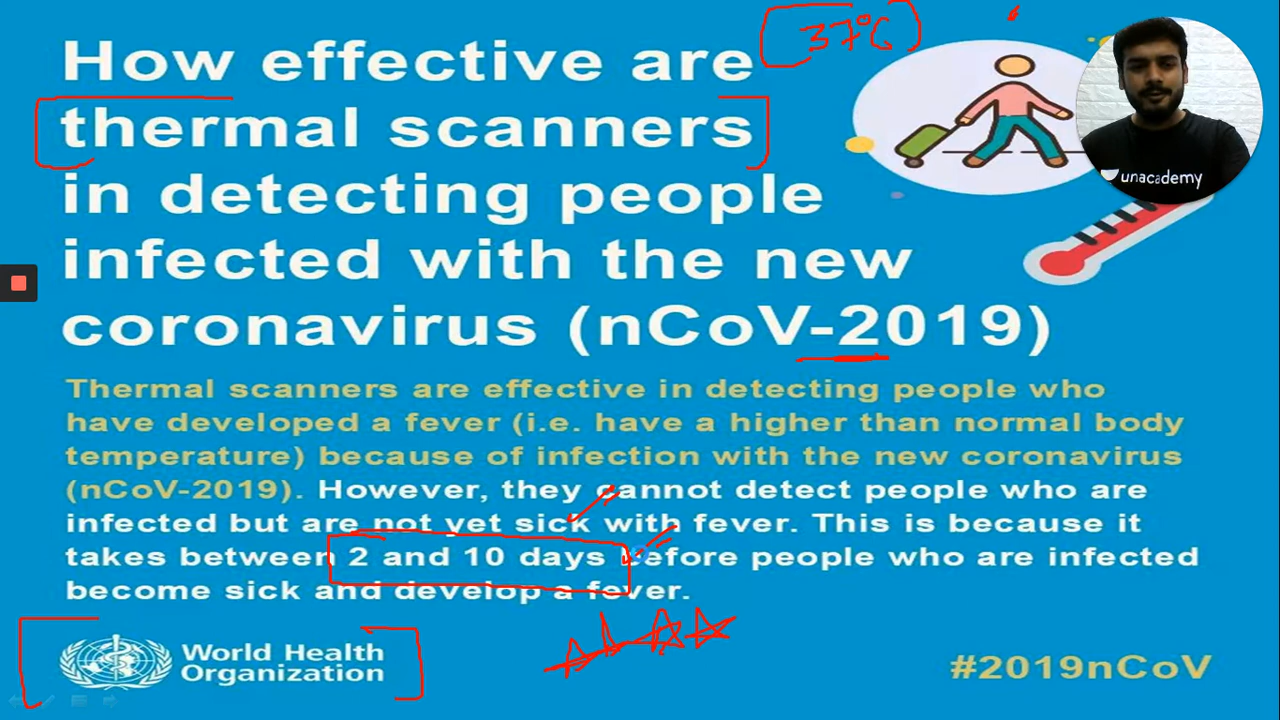 37°C
How effective are
thermal scanners
in detecting people
infected with the new
coronavirus (nCoV-2019)
unacademy
Thermal scanners are effective in detecting people who
have developed a fever (i.e. have a higher than normal body
temperature) because of infection with the new coronavirus
(nCoV-2019). However, they cannot detect people who are
infected but are not yet sick with fever. This is because it
takes between 2 and 10 days before people who are infected
become sick and develop a fever.
World Health
Organization
#2019nCoV